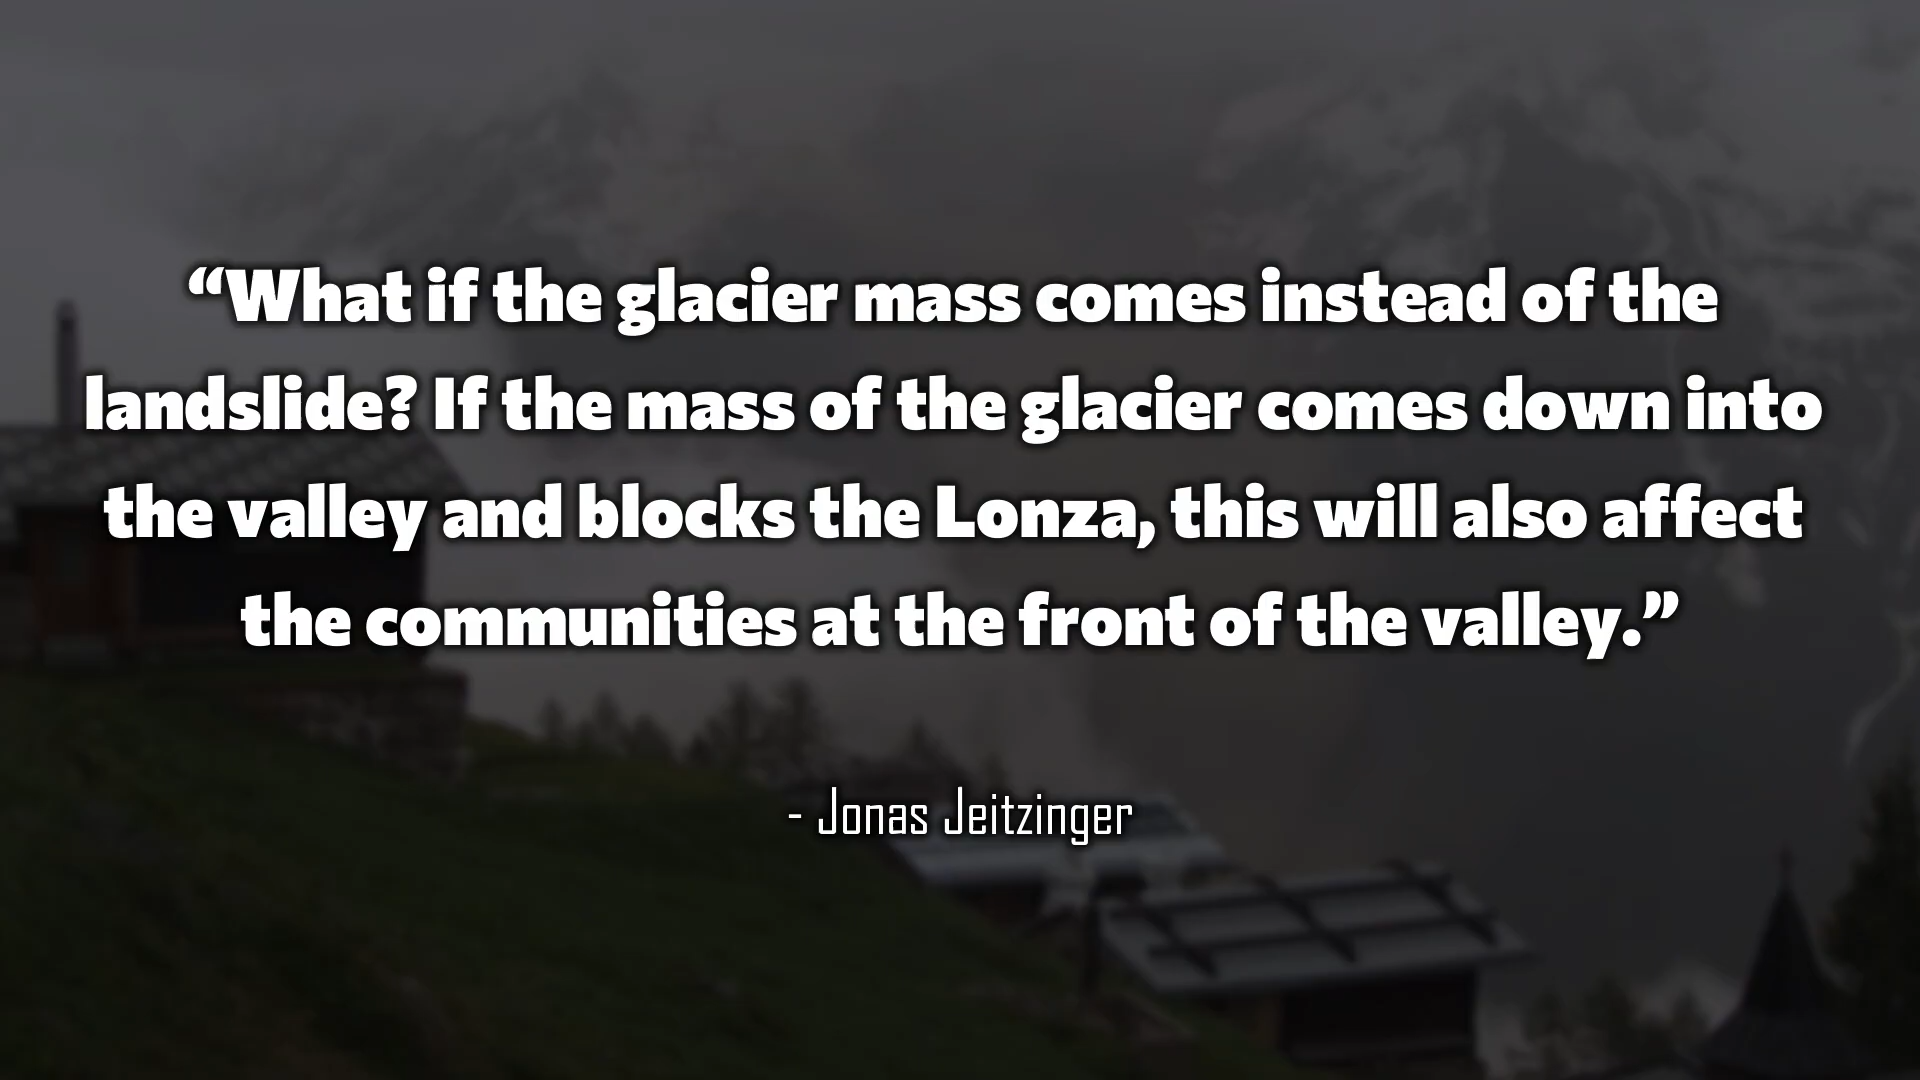 “What if the glacier mass comes instead of the
landslide? If the mass of the glacier comes down into
the valley and blocks the Lonza, this will also affect
the communities at the front of the valley.”
- Jonas Jeitzinger